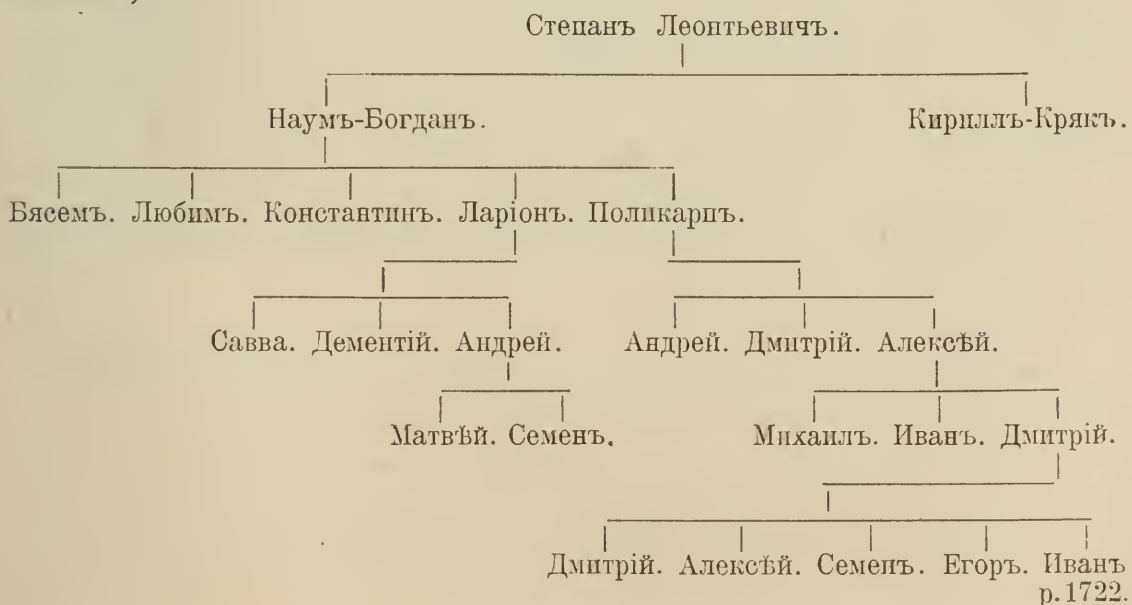 Степанъ Леонтьевичъ.
Наумъ-Богданъ. Кириллъ-Крякъ.
Бясемъ. Любимъ. Константинъ. Ларіонъ. Поликарпъ.
Савва. Дементій. Андрей. Андрей. Дмитрій. Алексѣй.
Матвѣй. Семенъ. Михаилъ. Иванъ. Дмитрій.
Дмитрій. Алексѣй. Семенъ. Егоръ. Иванъ
р. 1722.